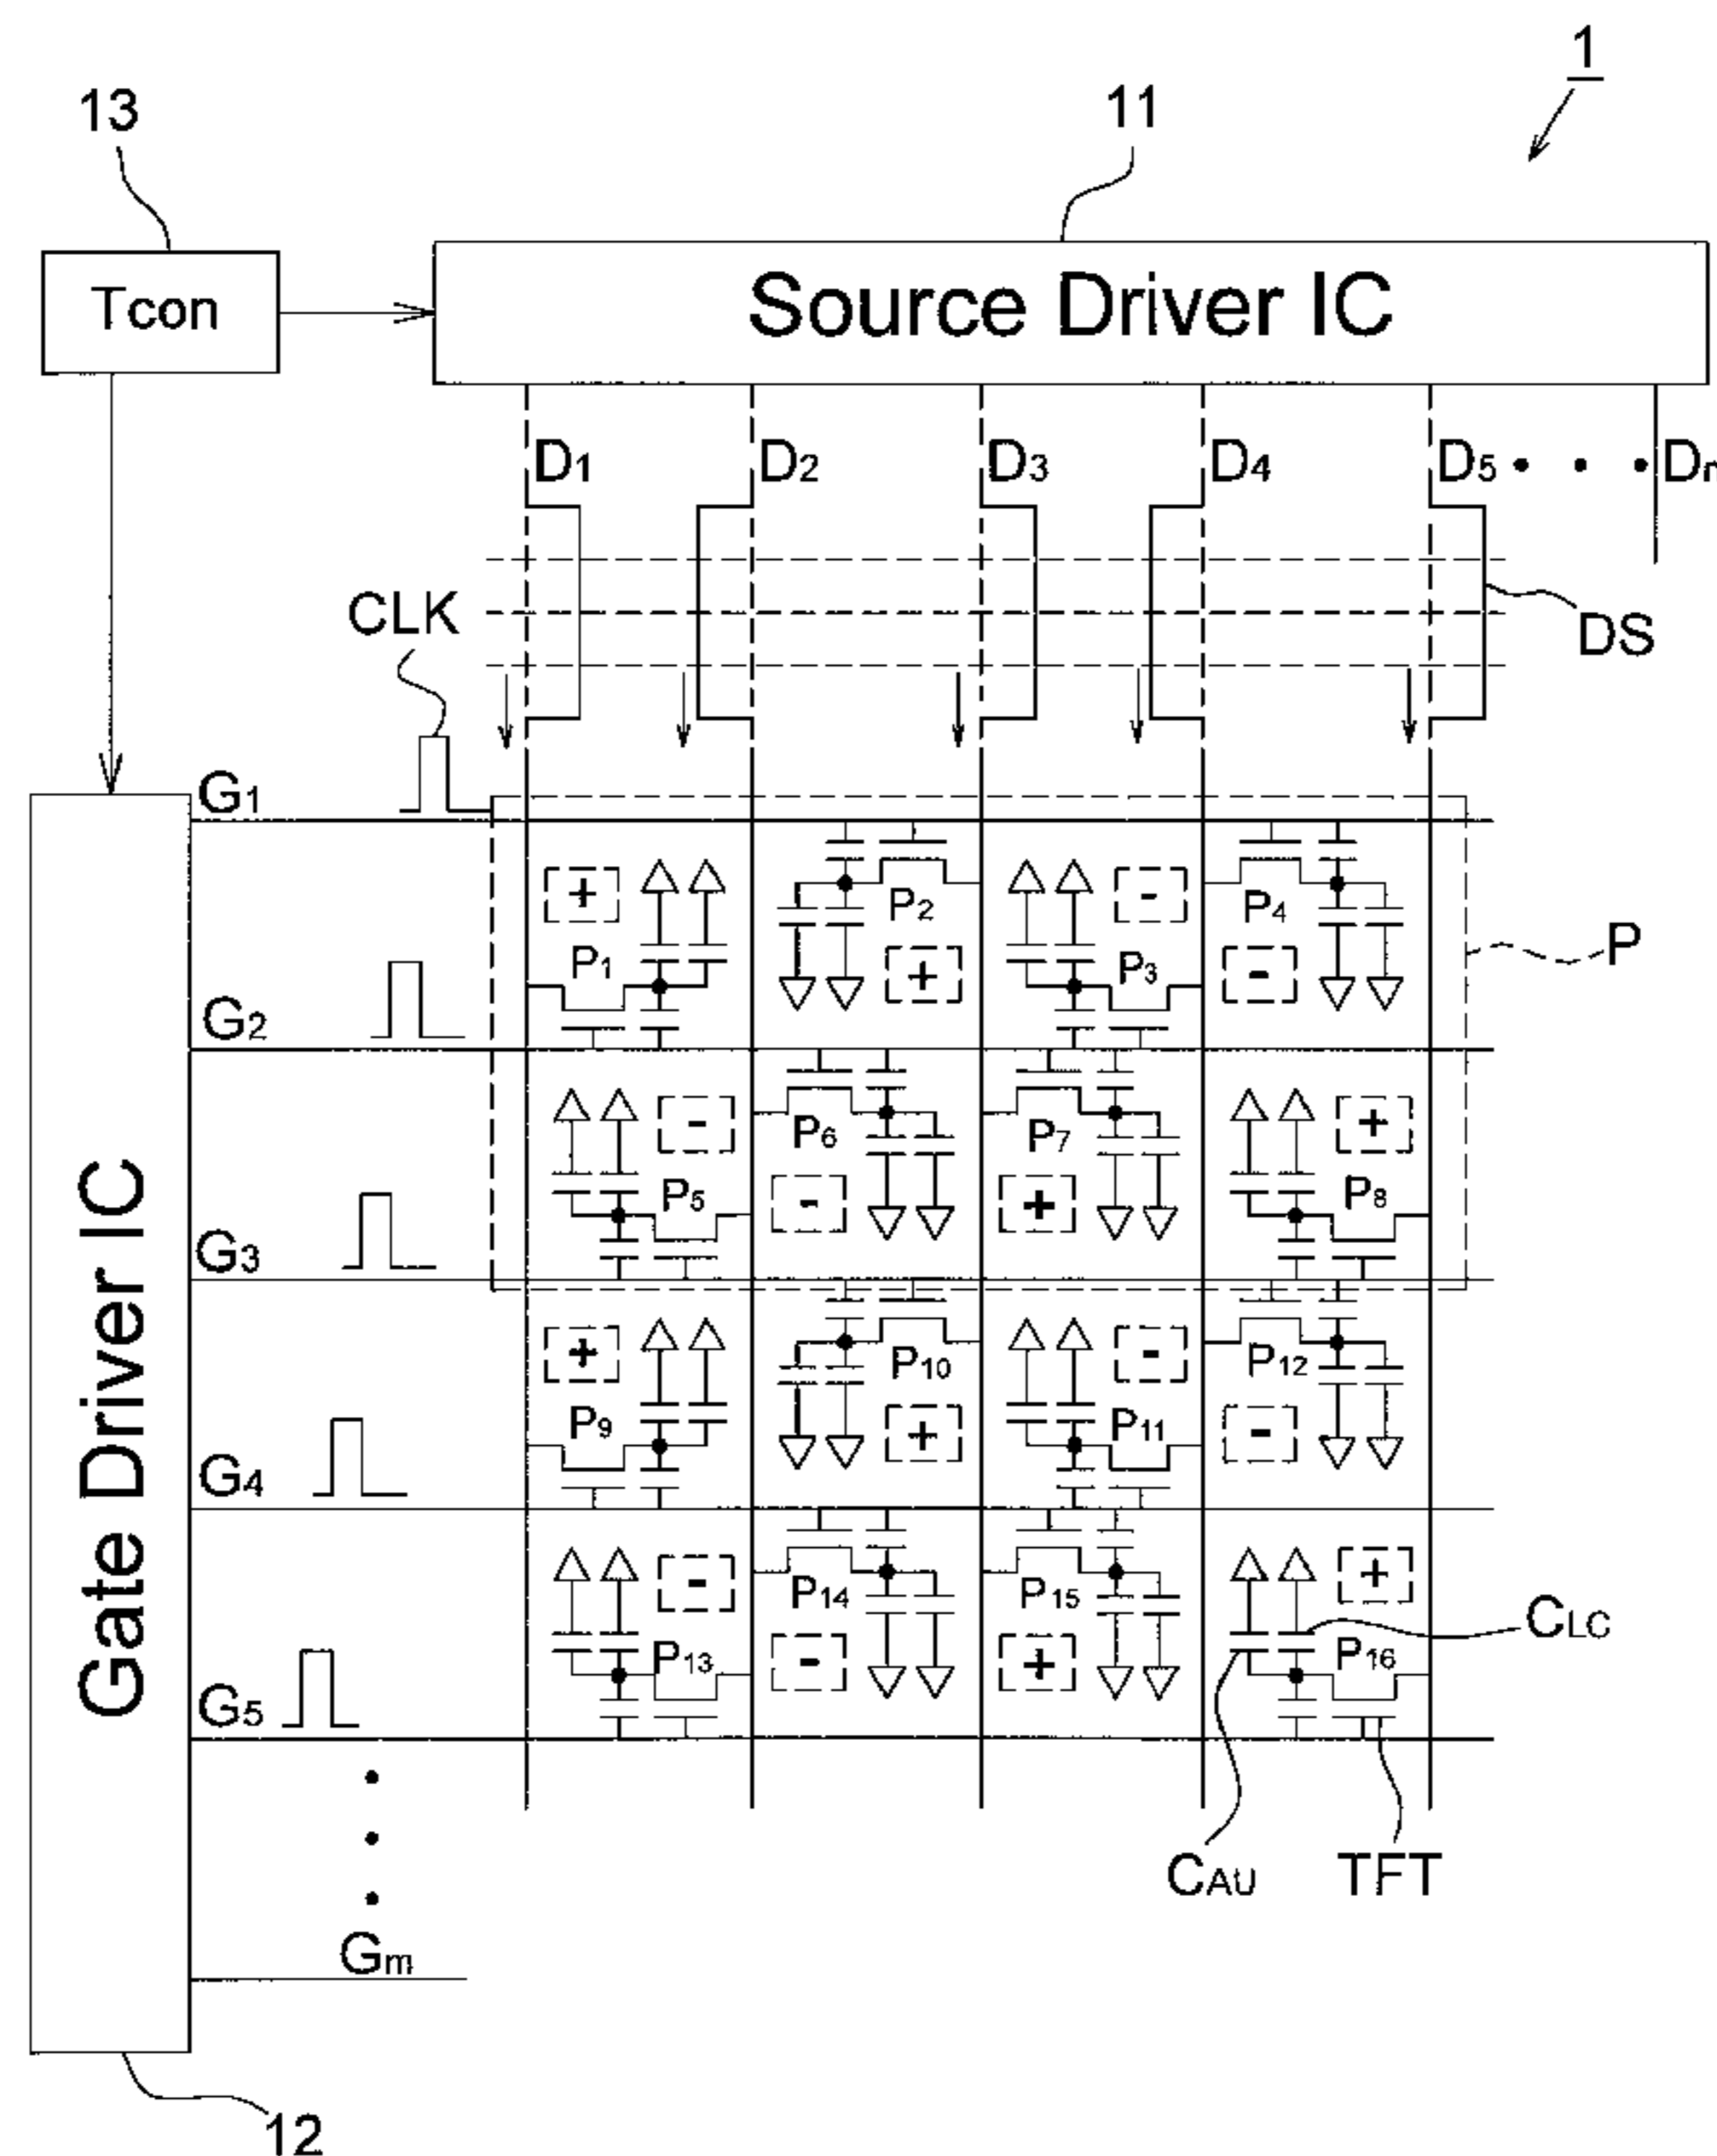 1
13
11
Tcon
Source Driver IC
D1 D2 D3 D4 D5 • • • Dn
CLK
DS
G1
+ P2 - P4
P
P1 + P3 -
G2
- P6 P7 +
P5 - + P8
G3
+ P10 - P12
P9 + P11 -
G4
- P14 P15 +
CLC
P13 - + P16
G5
CAU TFT
Gm
Gate Driver IC
12